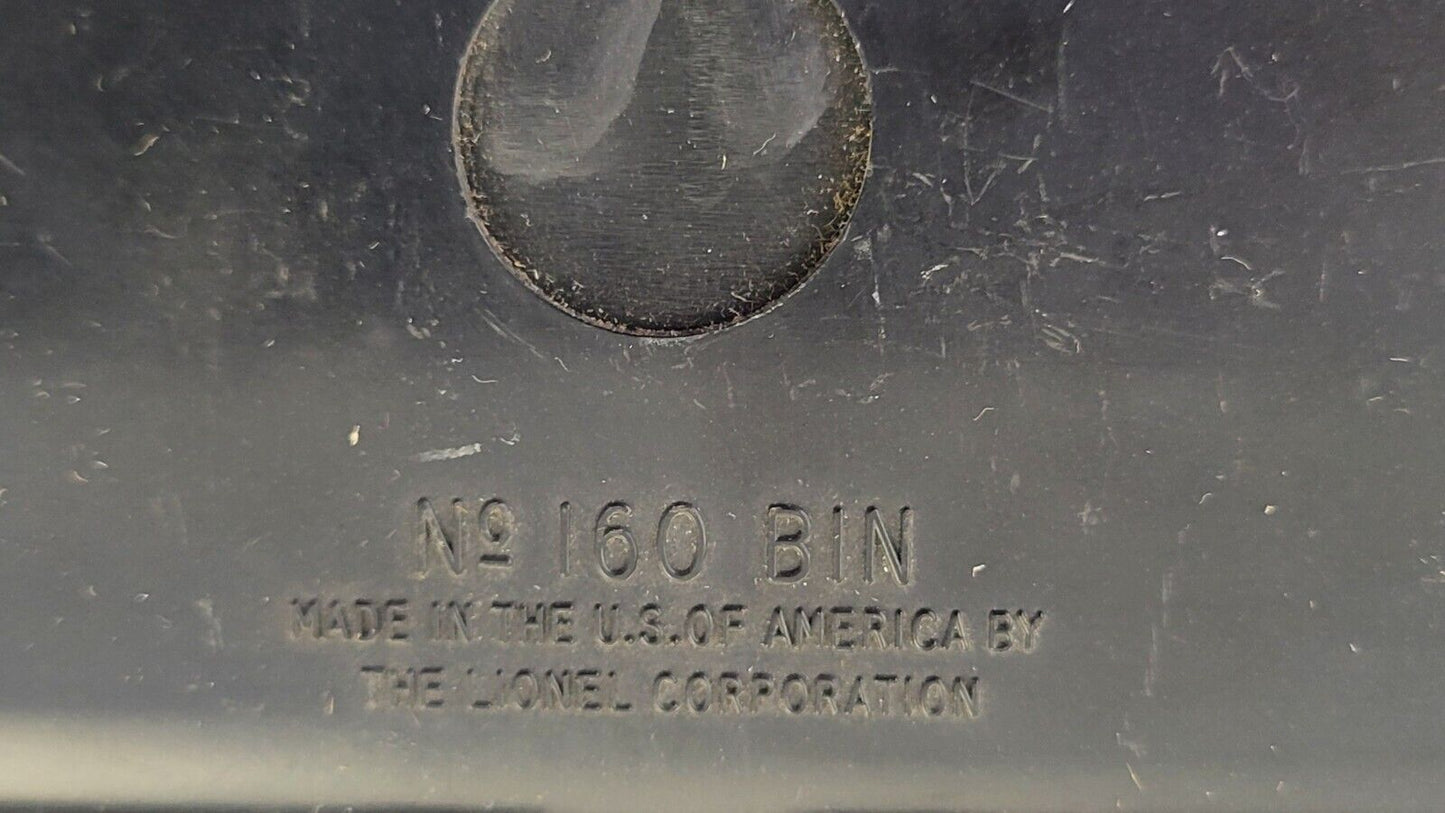 Nº 160 BIN
MADE IN THE U.S. OF AMERICA BY
THE LIONEL CORPORATION